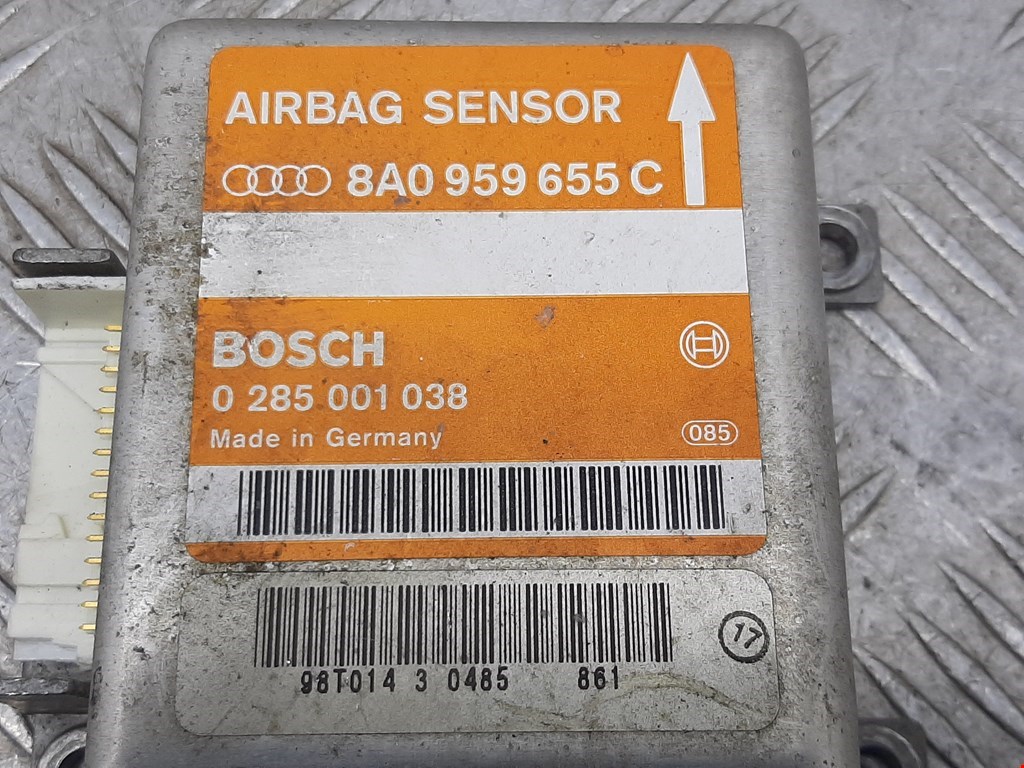 AIRBAG SENSOR
8A0 959 655 C
BOSCH
0 285 001 038
Made in Germany
085
17
98T014 3 0485 861